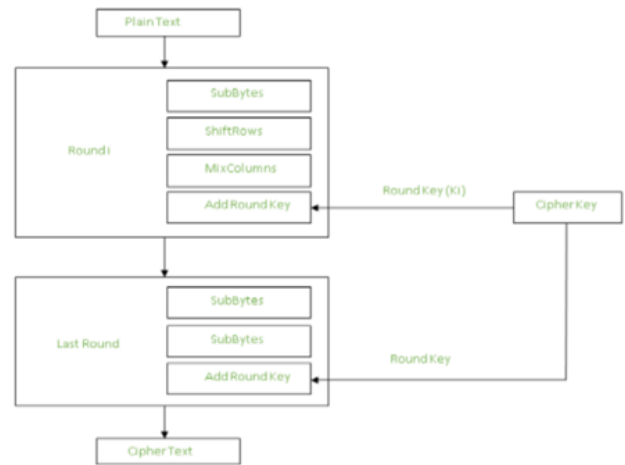 Plain Text
SubBytes
ShiftRows
Round i
MixColumns
Round Key (Ki)
Add Round Key
Cipher Key
SubBytes
SubBytes
Last Round
Round Key
Add Round Key
Cipher Text